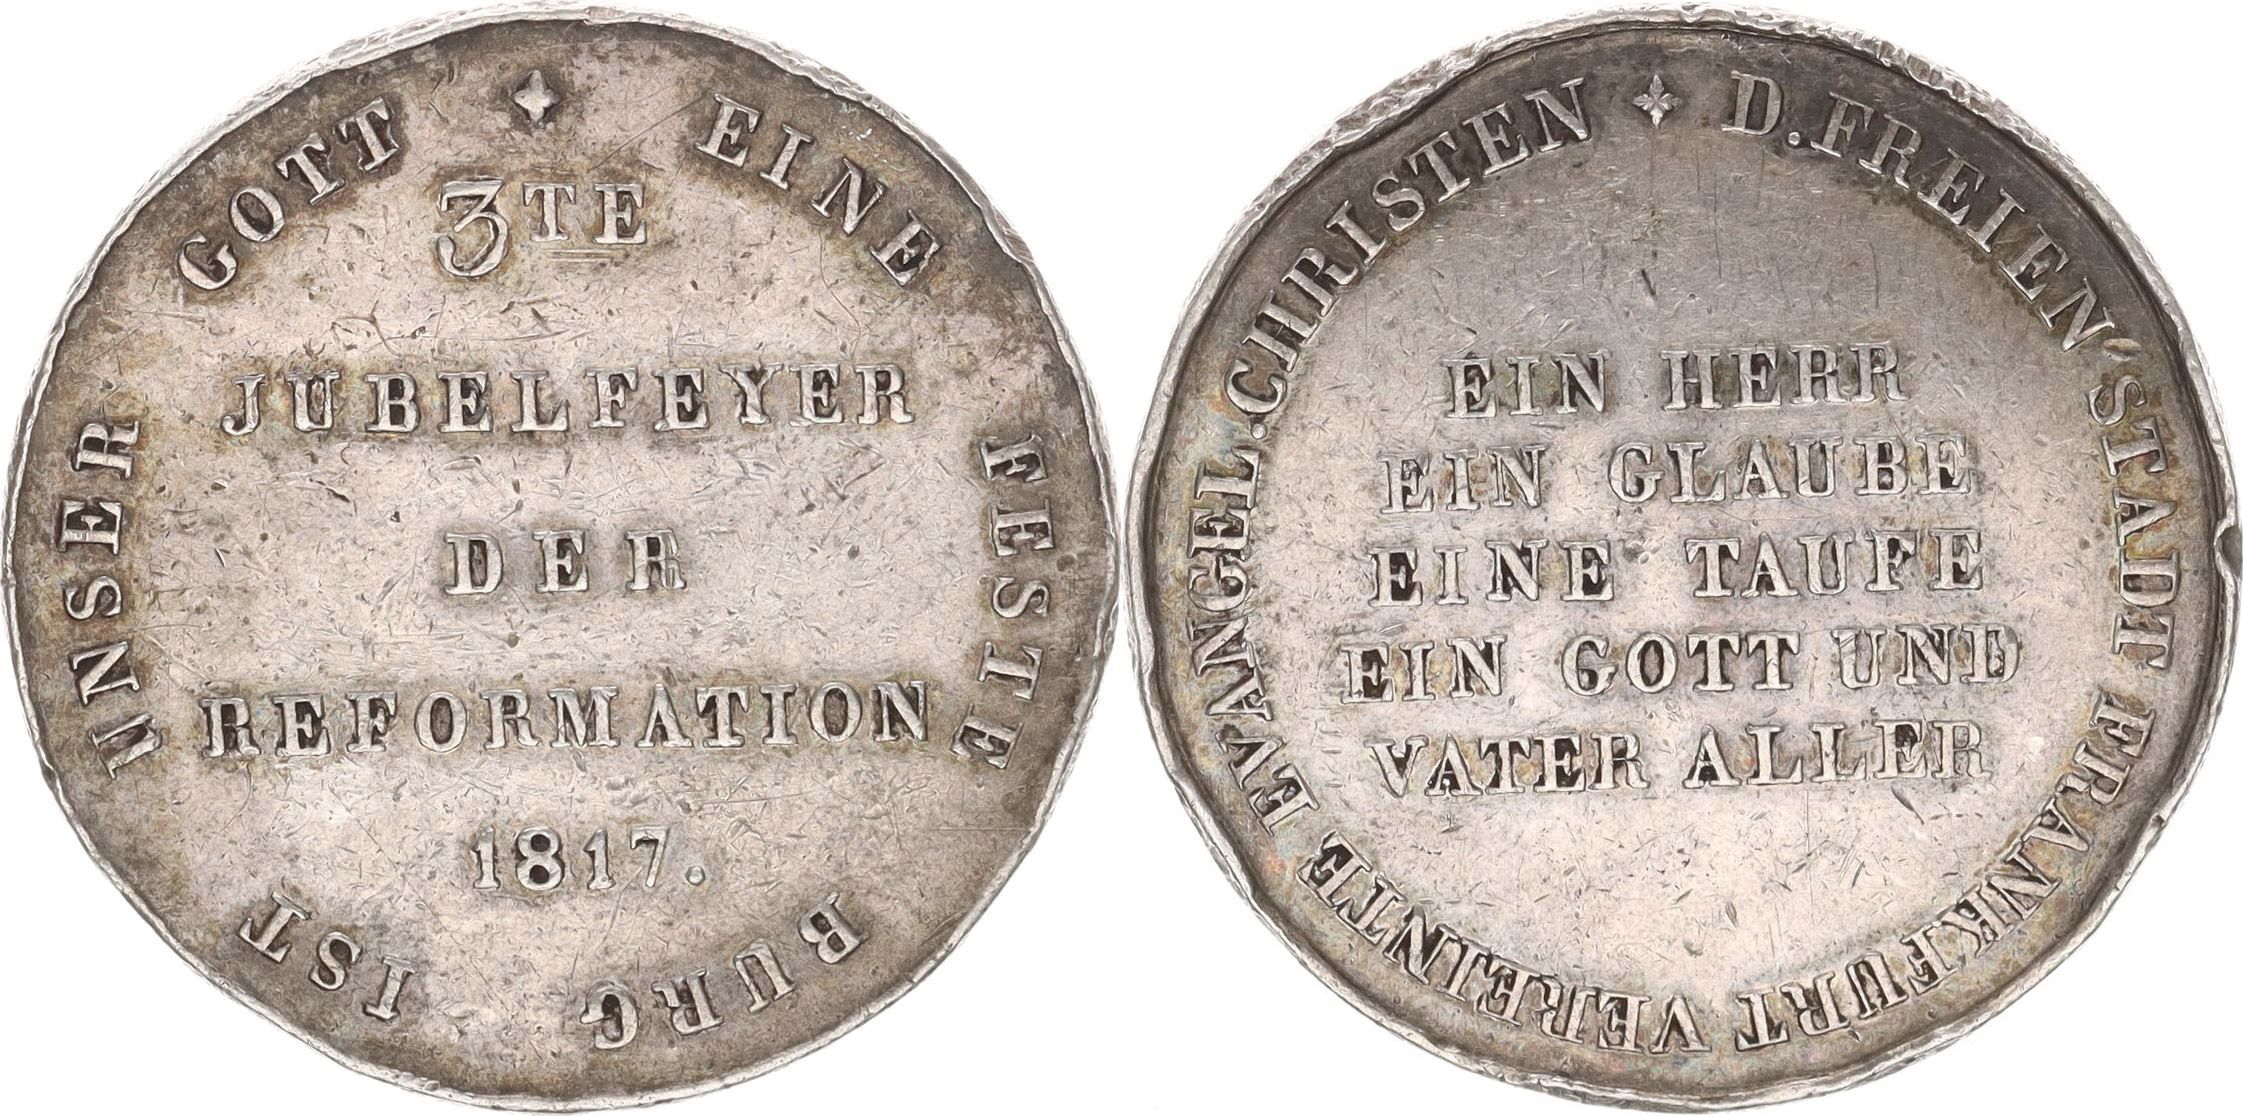 EINE FESTE BURG IST UNSER GOTT
3TE
JUBELFEYER
DER
REFORMATION
1817.
D. FREIEN STADT FRANKFURT VEREINTE EVANGEL. CHRISTEN
EIN HERR
EIN GLAUBE
EINE TAUFE
EIN GOTT UND
VATER ALLER